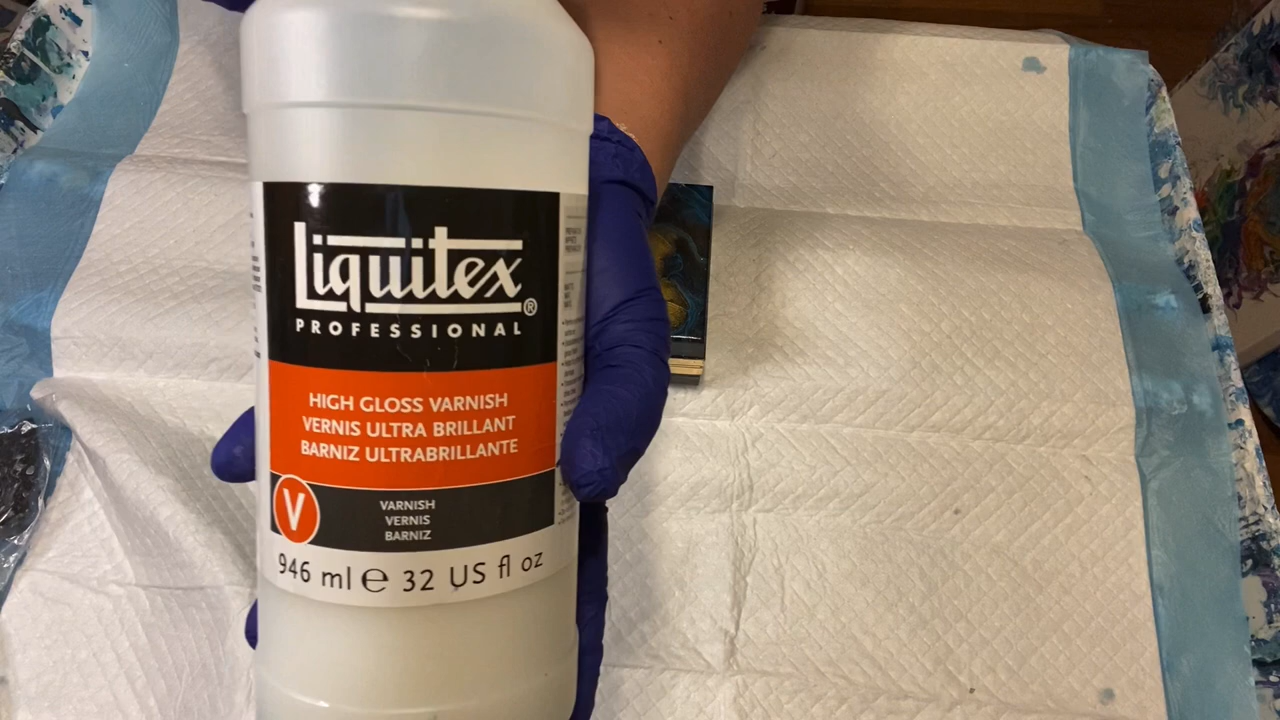 Liquitex®
PROFESSIONAL
HIGH GLOSS VARNISH
VERNIS ULTRA BRILLANT
BARNIZ ULTRABRILLANTE
V
VARNISH
VERNIS
BARNIZ
946 ml ℮ 32 US fl oz